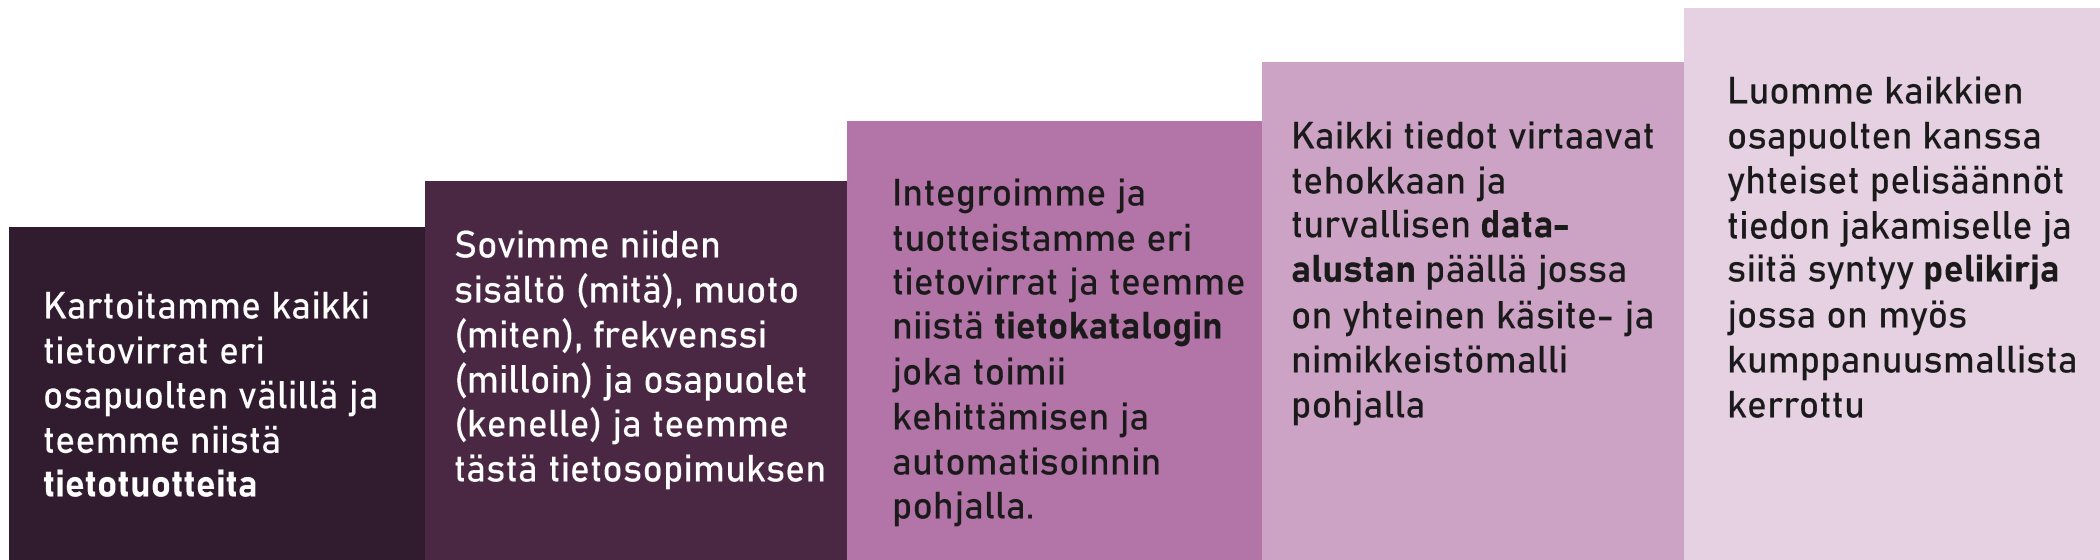 Kartoitamme kaikki
tietovirrat eri
osapuolten välillä ja
teemme niistä
tietotuotteita
Sovimme niiden
sisältö (mitä), muoto
(miten), frekvenssi
(milloin) ja osapuolet
(kenelle) ja teemme
tästä tietosopimuksen
Integroimme ja
tuotteistamme eri
tietovirrat ja teemme
niistä tietokatalogin
joka toimii
kehittämisen ja
automatisoinnin
pohjalla.
Kaikki tiedot virtaavat
tehokkaan ja
turvallisen data-
alustan päällä jossa
on yhteinen käsite- ja
nimikkeistömalli
pohjalla
Luomme kaikkien
osapuolten kanssa
yhteiset pelisäännöt
tiedon jakamiselle ja
siitä syntyy pelikirja
jossa on myös
kumppanuusmallista
kerrottu